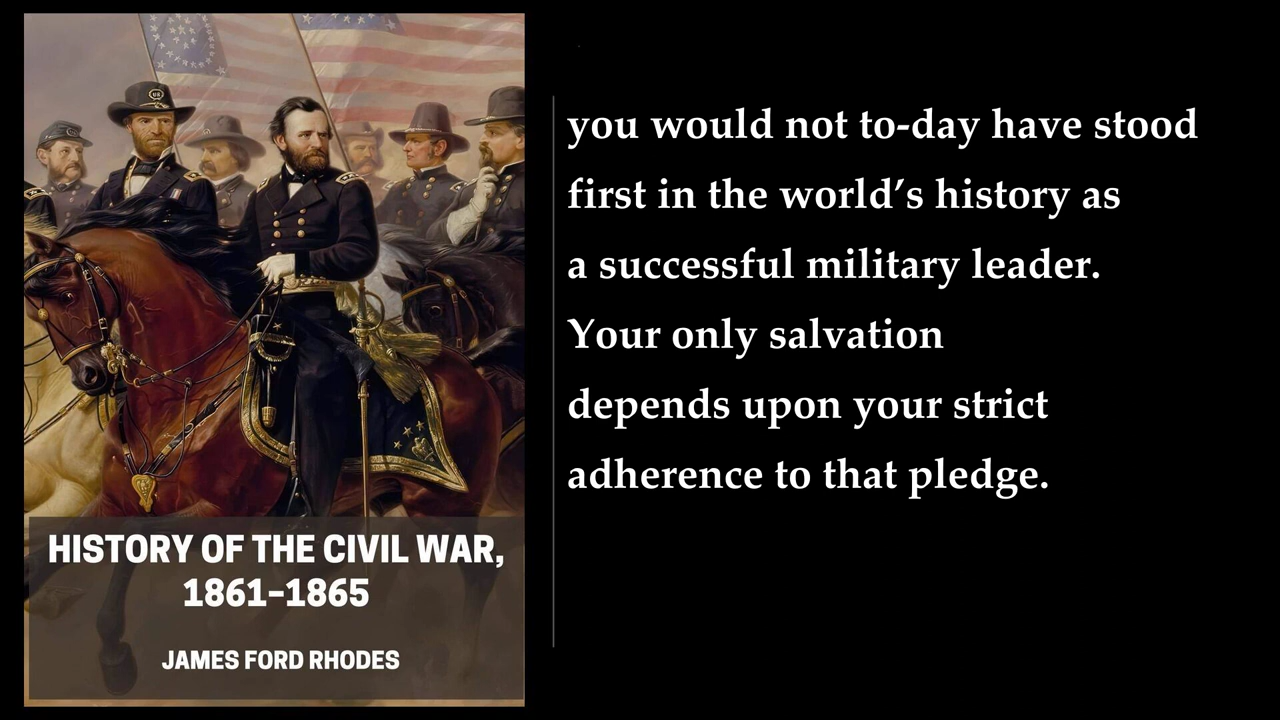 you would not to-day have stood
first in the world's history as
a successful military leader.
Your only salvation
depends upon your strict
adherence to that pledge.
HISTORY OF THE CIVIL WAR,
1861–1865
JAMES FORD RHODES